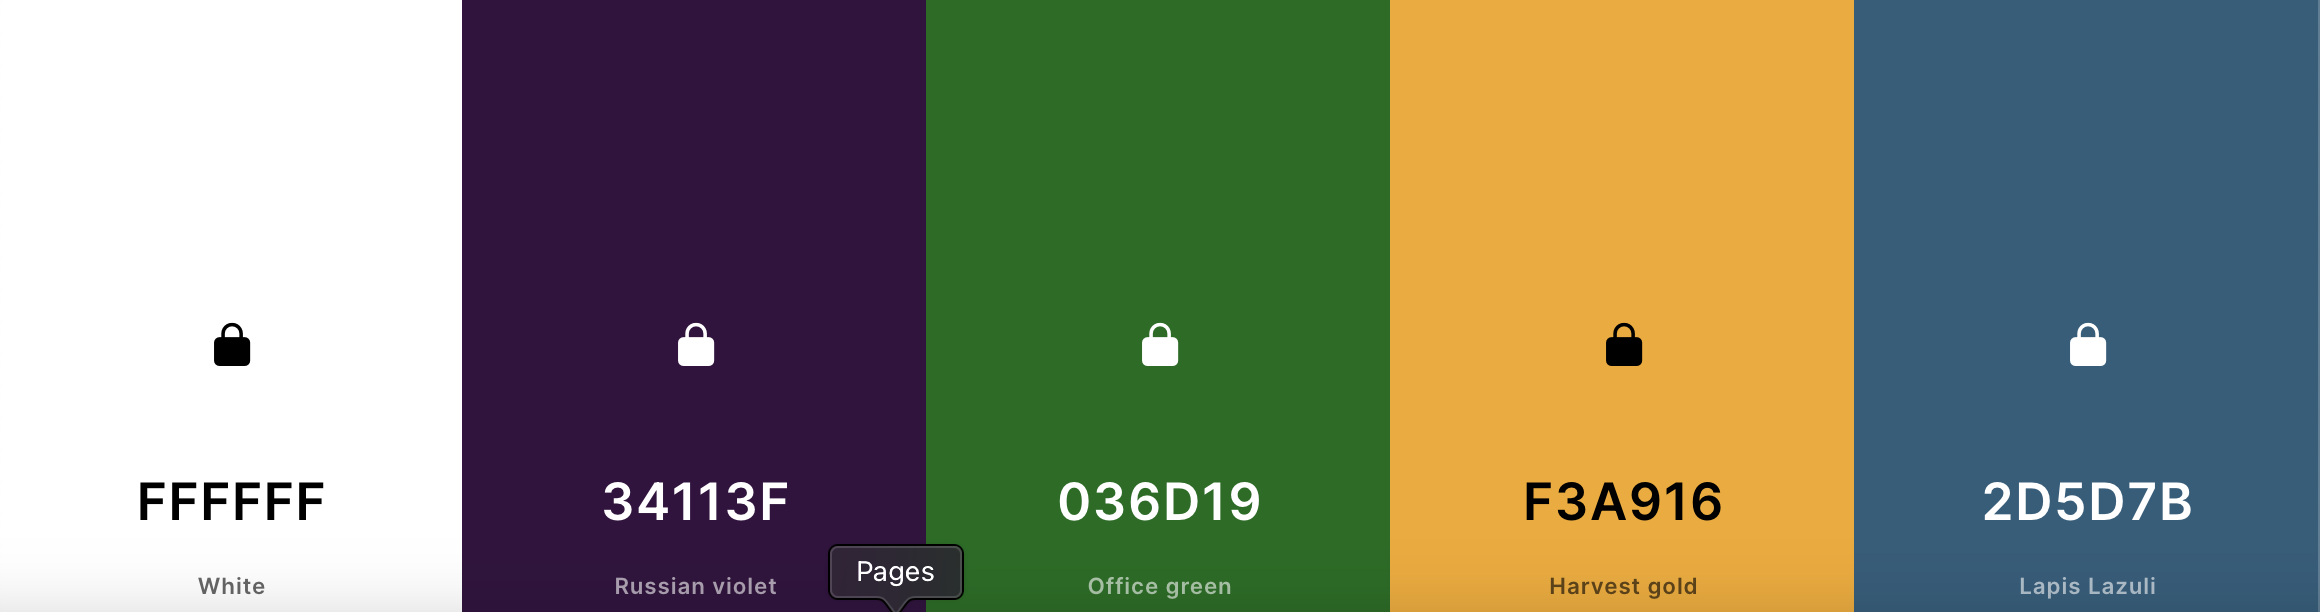 FFFFFF
34113F
036D19
F3A916
2D5D7B
Pages
White
Russian violet
Office green
Harvest gold
Lapis Lazuli